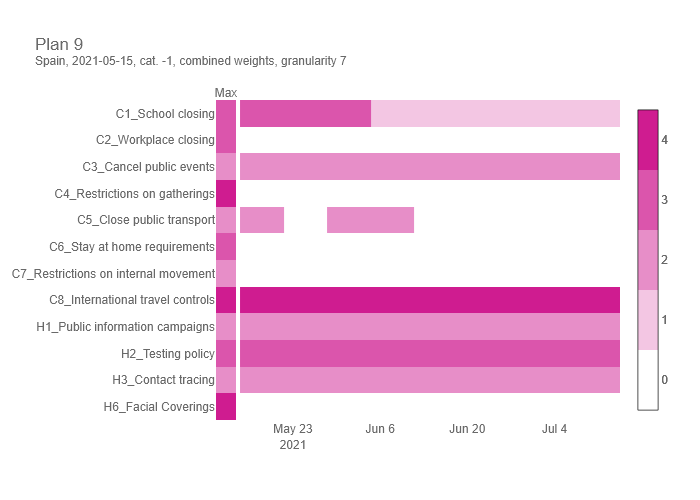 Plan 9
Spain, 2021-05-15, cat. -1, combined weights, granularity 7
Max
C1_School closing
C2_Workplace closing
C3_Cancel public events
C4_Restrictions on gatherings
C5_Close public transport
C6_Stay at home requirements
C7_Restrictions on internal movement
C8_International travel controls
H1_Public information campaigns
H2_Testing policy
H3_Contact tracing
H6_Facial Coverings
4
3
2
1
0
May 23
2021
Jun 6
Jun 20
Jul 4